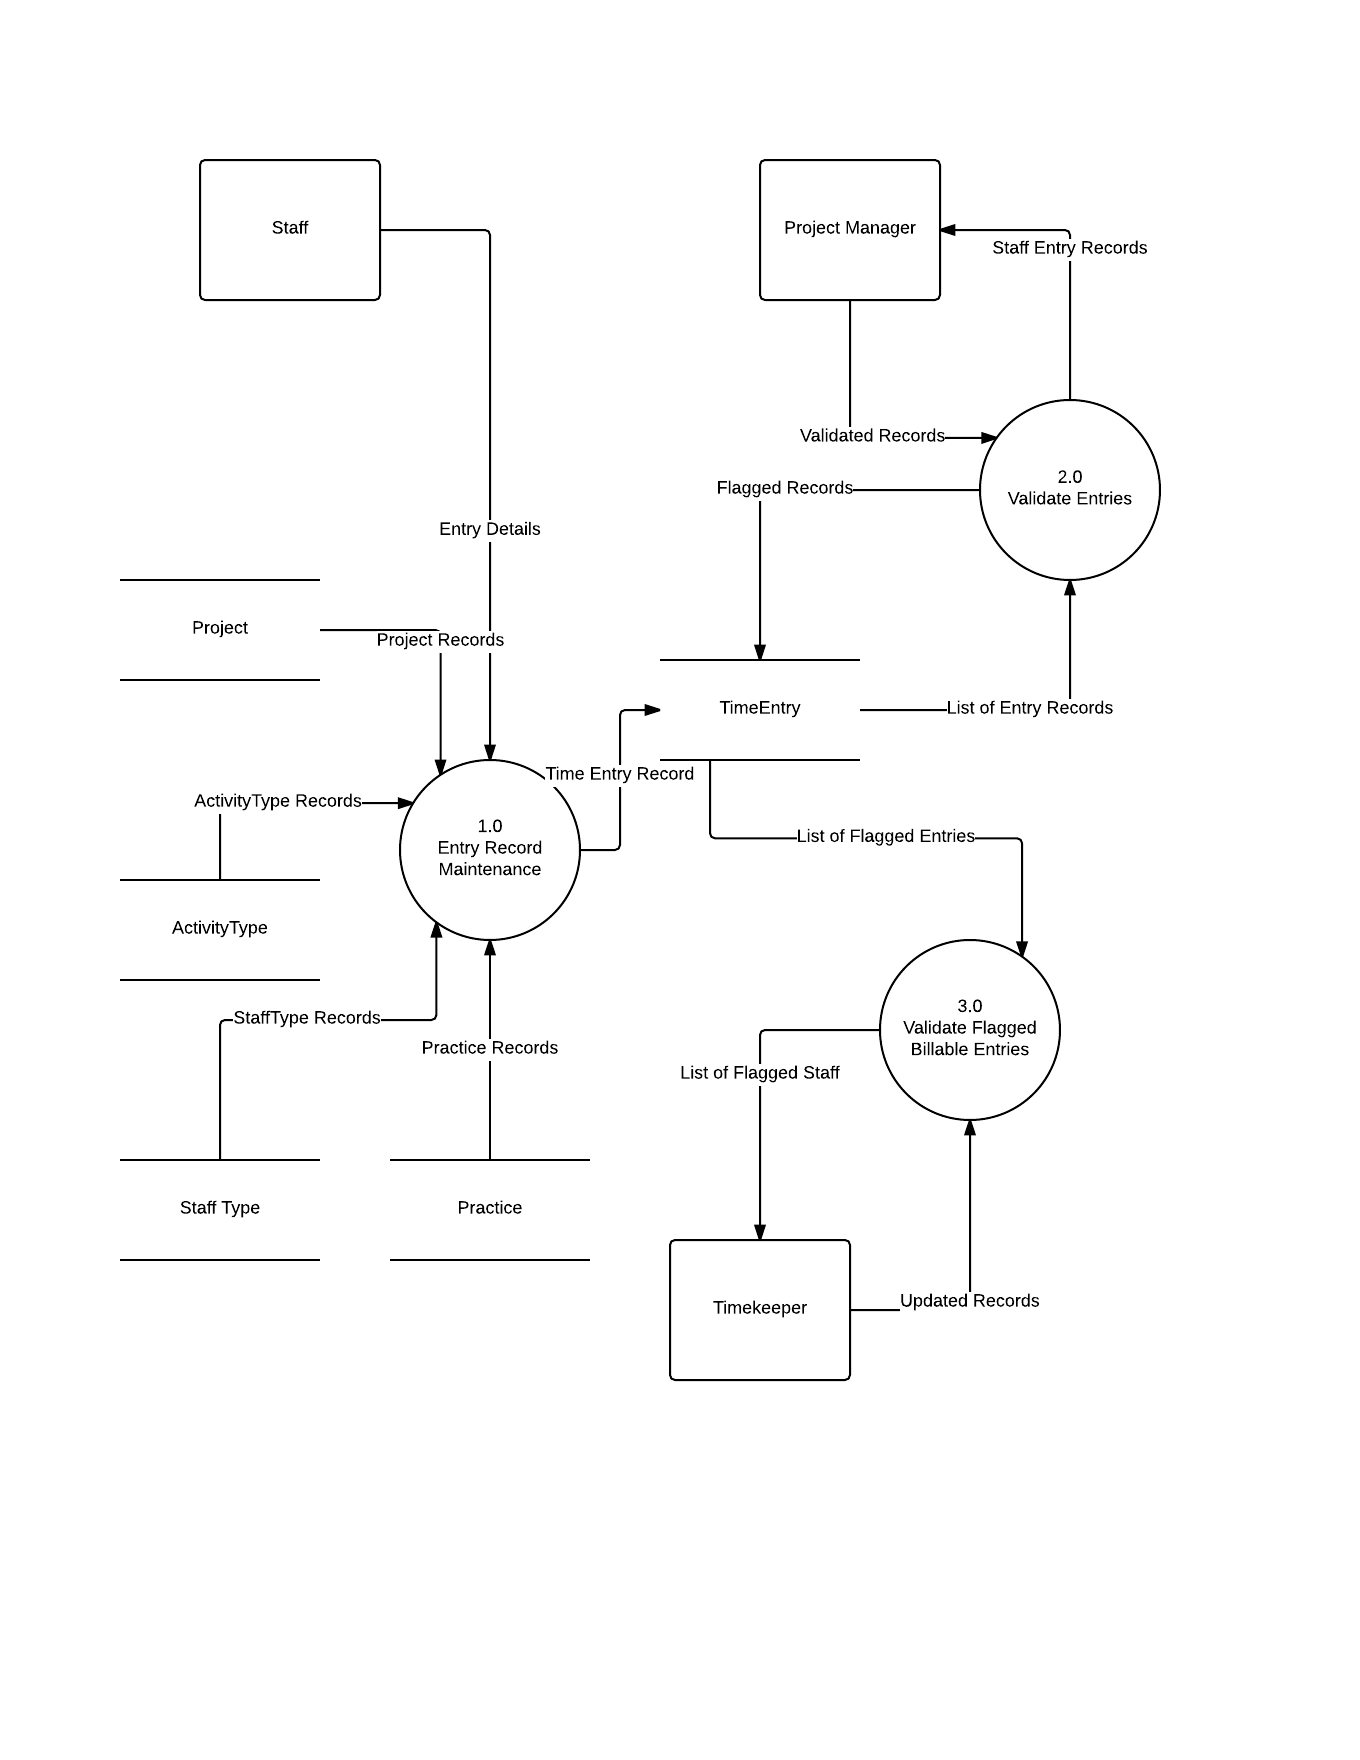 Staff
Project Manager
Staff Entry Records
Validated Records
2.0
Validate Entries
Flagged Records
Entry Details
Project
Project Records
TimeEntry
List of Entry Records
Time Entry Record
ActivityType Records
1.0
Entry Record
Maintenance
List of Flagged Entries
ActivityType
StaffType Records
Practice Records
3.0
Validate Flagged
Billable Entries
List of Flagged Staff
Staff Type
Practice
Timekeeper
Updated Records